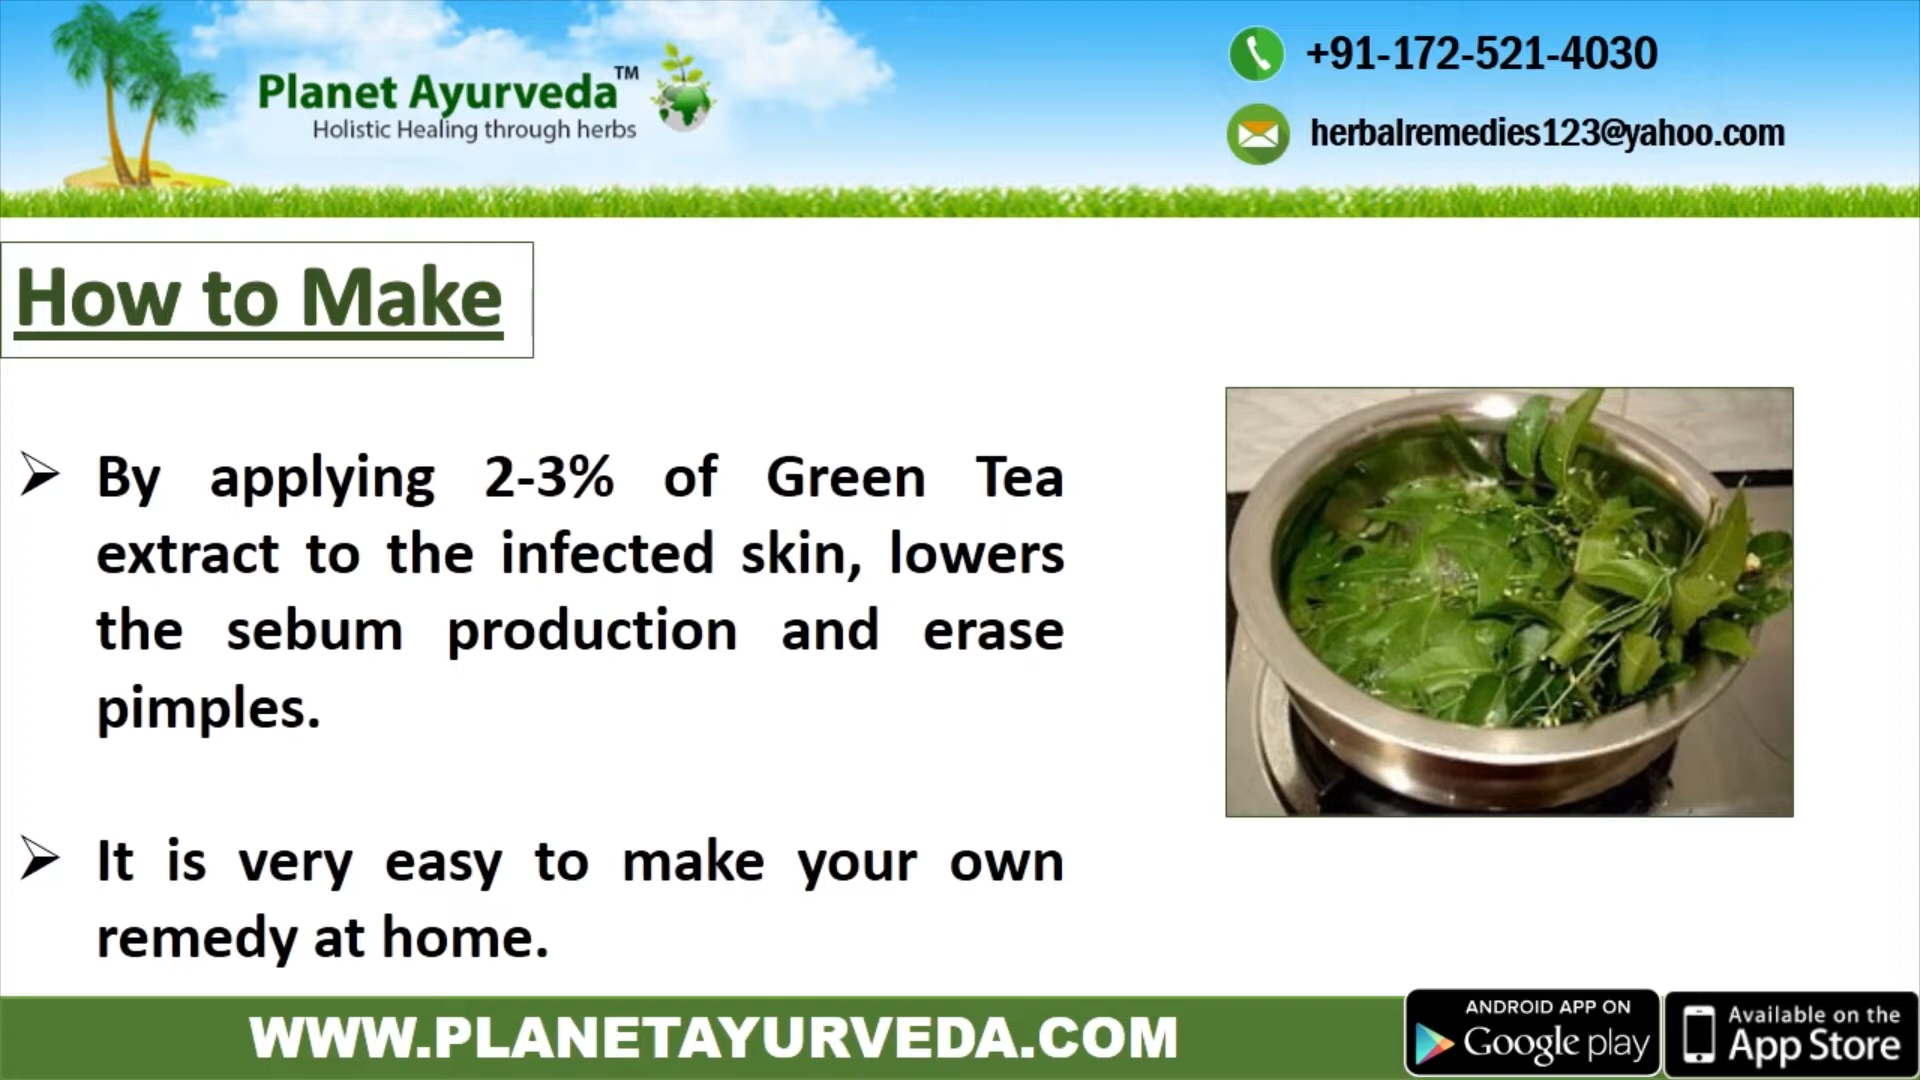 Planet Ayurveda™
Holistic Healing through herbs
+91-172-521-4030
herbalremedies123@yahoo.com
How to Make
➢ By applying 2-3% of Green Tea
extract to the infected skin, lowers
the sebum production and erase
pimples.
➢ It is very easy to make your own
remedy at home.
WWW.PLANETAYURVEDA.COM
ANDROID APP ON
Google play
Available on the
App Store